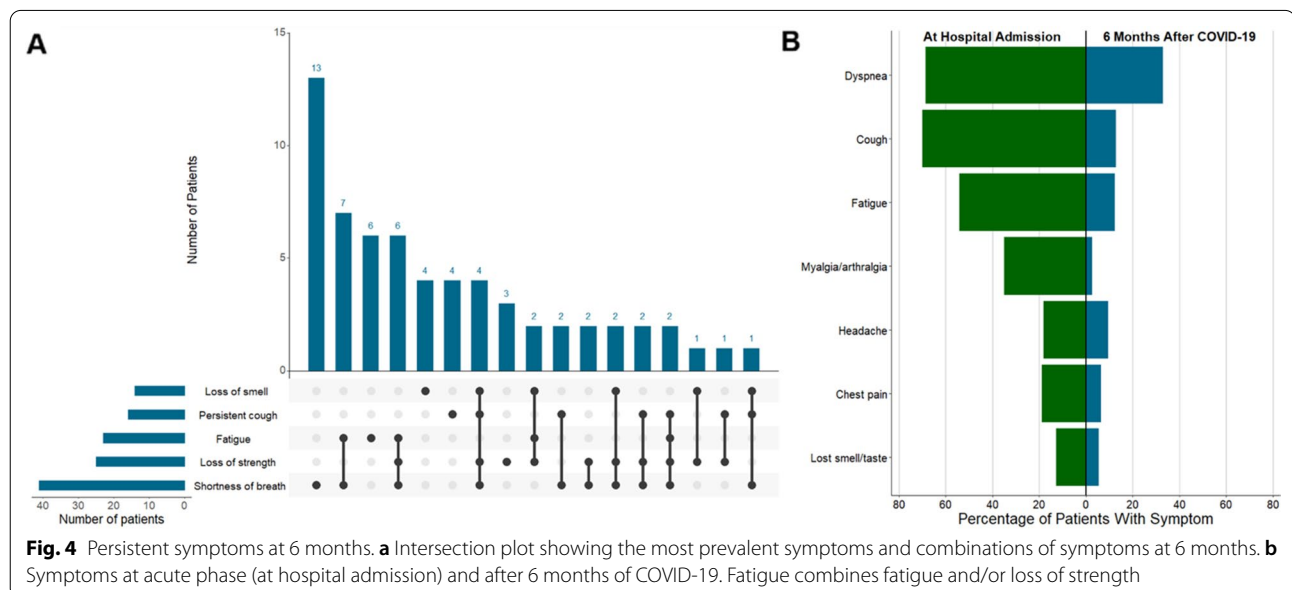 A
15
10
5
0
Number of Patients
13
7
6
6
4
4
4
3
2
2
2
2
2
2
1
1
1
Loss of smell
Persistent cough
Fatigue
Loss of strength
Shortness of breath
40 30 20 10 0
Number of patients
B
At Hospital Admission 6 Months After COVID-19
Dyspnea
Cough
Fatigue
Myalgia/arthralgia
Headache
Chest pain
Lost smell/taste
80 60 40 20 0 20 40 60 80
Percentage of Patients With Symptom
Fig. 4 Persistent symptoms at 6 months. a Intersection plot showing the most prevalent symptoms and combinations of symptoms at 6 months. b
Symptoms at acute phase (at hospital admission) and after 6 months of COVID-19. Fatigue combines fatigue and/or loss of strength